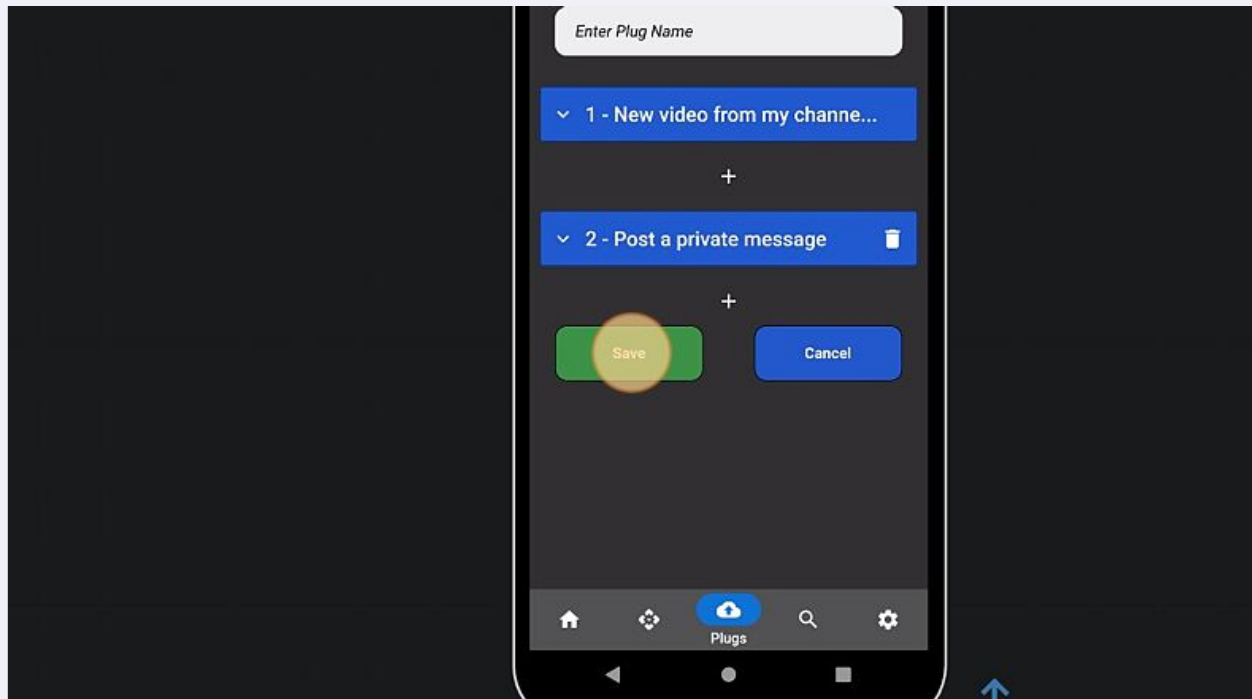 Enter Plug Name
1 - New video from my channe...
2 - Post a private message
Save
Cancel
Plugs